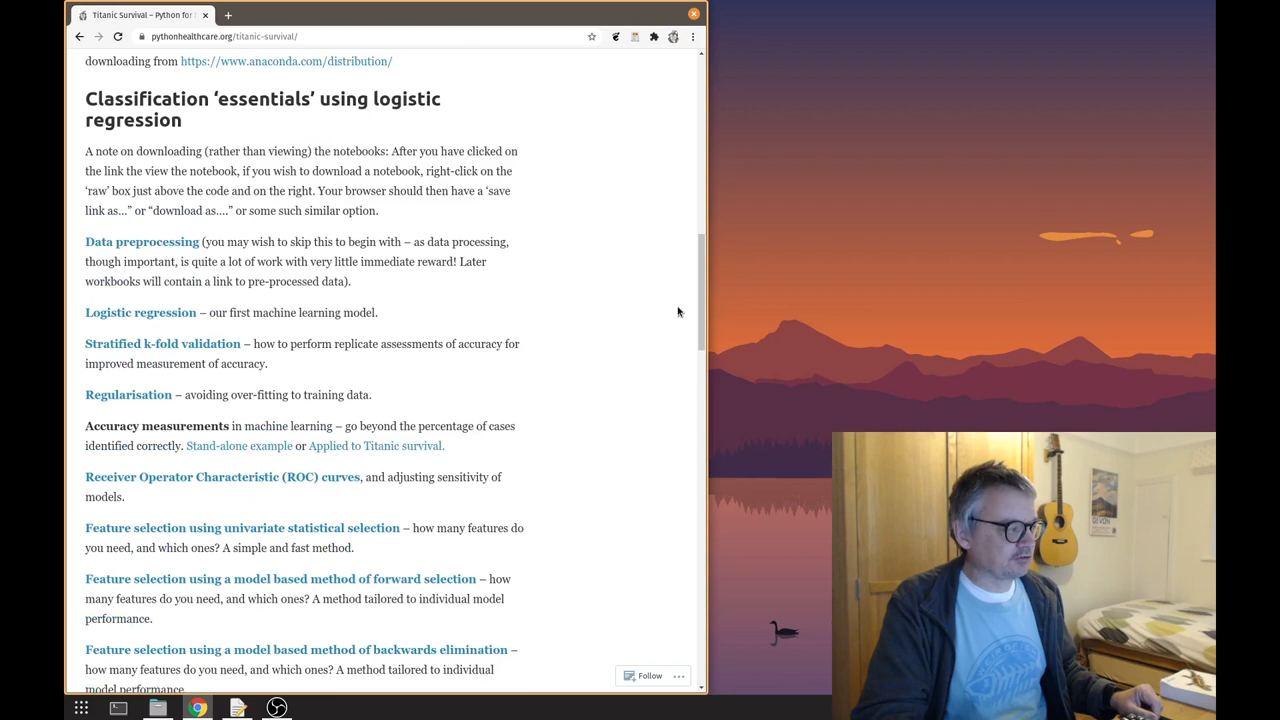 Titanic Survival – Python for
pythonhealthcare.org/titanic-survival/
downloading from https://www.anaconda.com/distribution/
Classification ‘essentials’ using logistic
regression
A note on downloading (rather than viewing) the notebooks: After you have clicked on
the link the view the notebook, if you wish to download a notebook, right-click on the
‘raw’ box just above the code and on the right. Your browser should then have a ‘save
link as…” or “download as….” or some such similar option.
Data preprocessing (you may wish to skip this to begin with – as data processing,
though important, is quite a lot of work with very little immediate reward! Later
workbooks will contain a link to pre-processed data).
Logistic regression – our first machine learning model.
Stratified k-fold validation – how to perform replicate assessments of accuracy for
improved measurement of accuracy.
Regularisation – avoiding over-fitting to training data.
Accuracy measurements in machine learning – go beyond the percentage of cases
identified correctly. Stand-alone example or Applied to Titanic survival.
Receiver Operator Characteristic (ROC) curves, and adjusting sensitivity of
models.
Feature selection using univariate statistical selection – how many features do
you need, and which ones? A simple and fast method.
Feature selection using a model based method of forward selection – how
many features do you need, and which ones? A method tailored to individual model
performance.
Feature selection using a model based method of backwards elimination –
how many features do you need, and which ones? A method tailored to individual
model performance.
Follow
DEVON